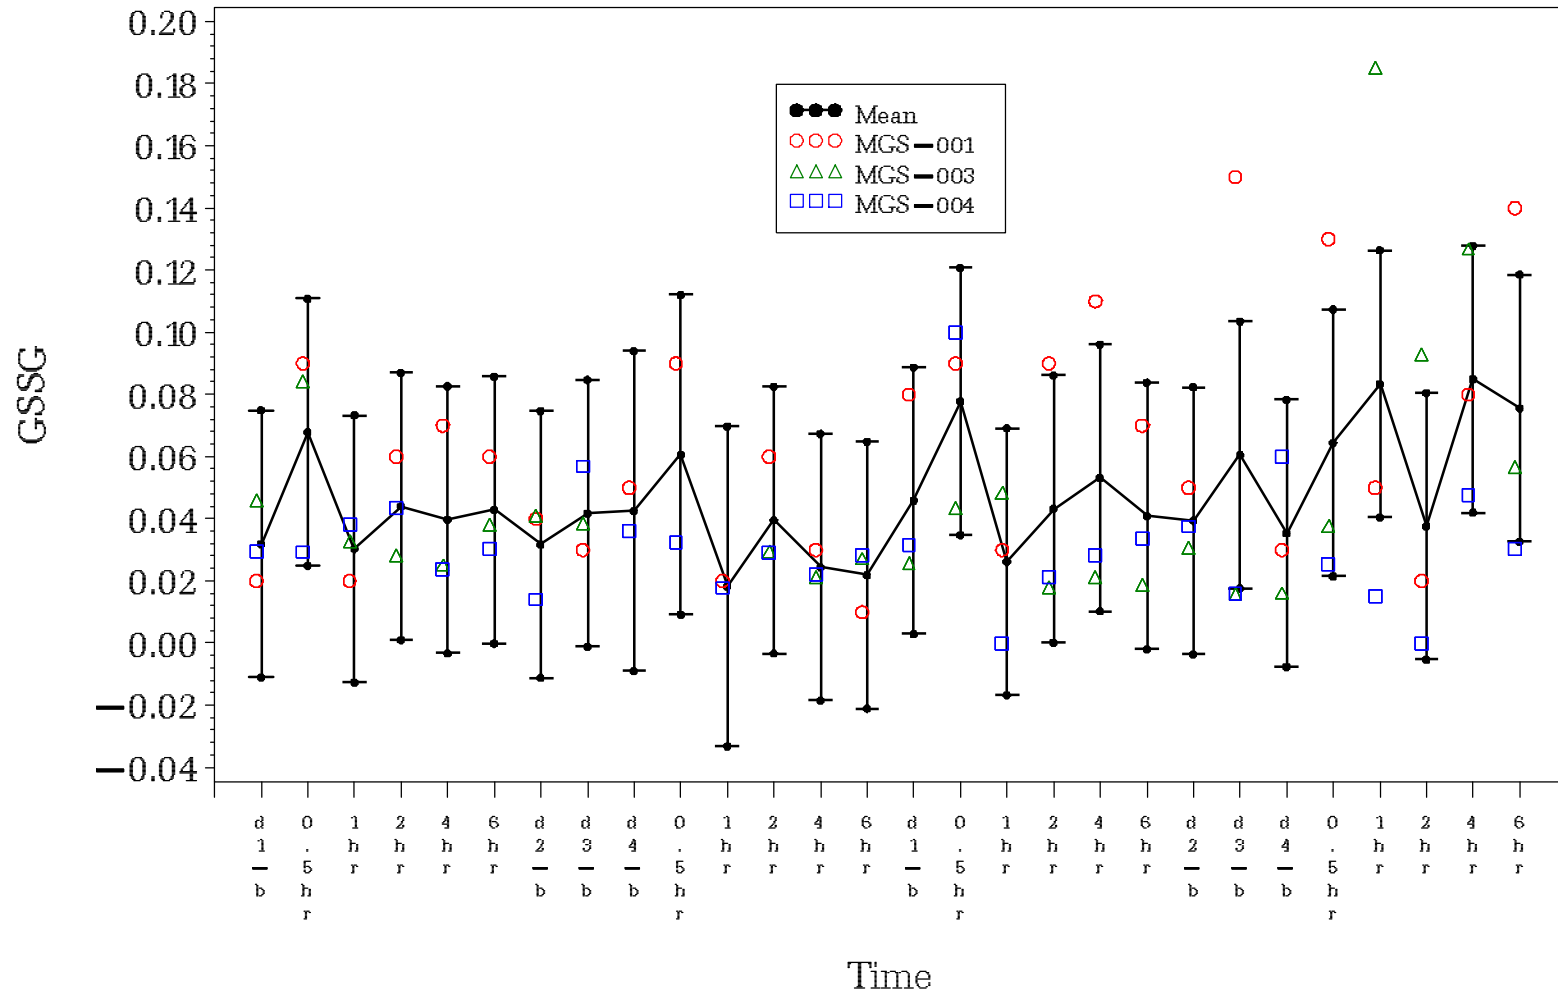 GSSG
0.20
0.18
0.16
0.14
0.12
0.10
0.08
0.06
0.04
0.02
0.00
−0.02
−0.04
Mean
MGS−001
MGS−003
MGS−004
d1−b
0.5hr
1hr
2hr
4hr
6hr
d2−b
d3−b
d4−b
0.5hr
1hr
2hr
4hr
6hr
d1−b
0.5hr
1hr
2hr
4hr
6hr
d2−b
d3−b
d4−b
0.5hr
1hr
2hr
4hr
6hr
Time